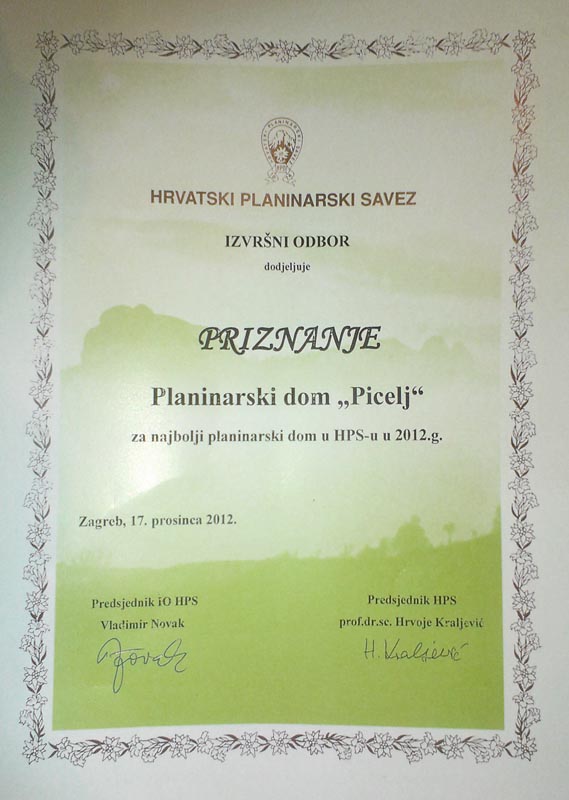 HRVATSKI PLANINARSKI SAVEZ
IZVRŠNI ODBOR
dodjeljuje
PRIZNANJE
Planinarski dom „Picelj“
za najbolji planinarski dom u HPS-u u 2012.g.
Zagreb, 17. prosinca 2012.
Predsjednik IO HPS
Vladimir Novak
Predsjednik HPS
prof.dr.sc. Hrvoje Kraljević
H. Kraljević